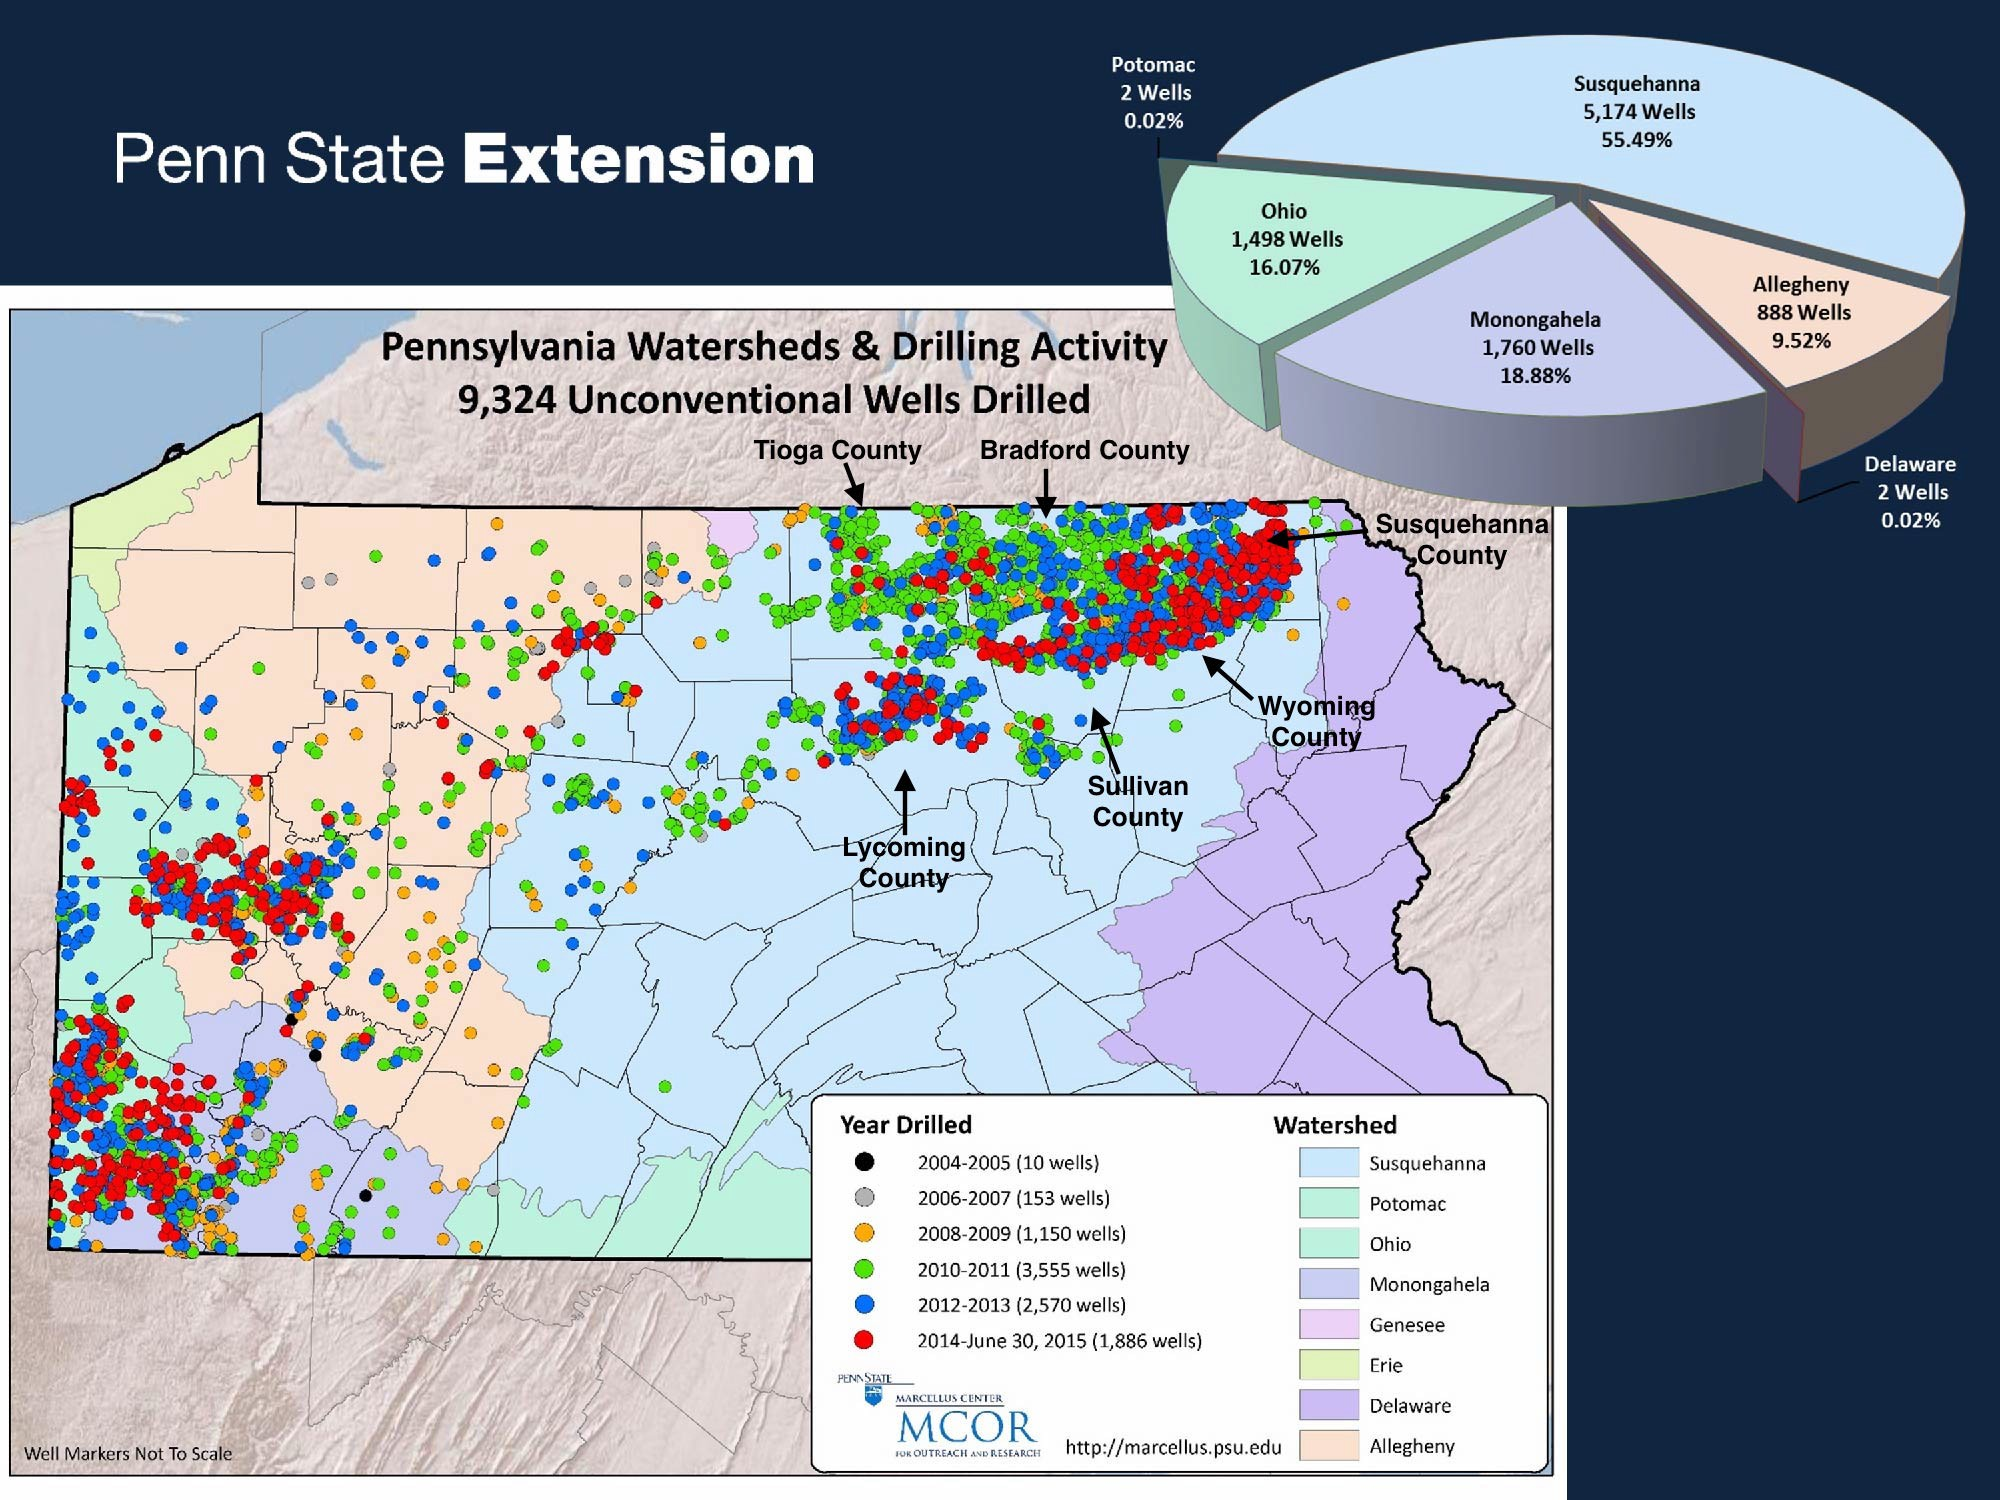 Penn State Extension
Potomac
2 Wells
0.02%
Susquehanna
5,174 Wells
55.49%
Ohio
1,498 Wells
16.07%
Monongahela
1,760 Wells
18.88%
Allegheny
888 Wells
9.52%
Delaware
2 Wells
0.02%
Pennsylvania Watersheds & Drilling Activity
9,324 Unconventional Wells Drilled
Tioga County
Bradford County
Susquehanna
County
Wyoming
County
Sullivan
County
Lycoming
County
Year Drilled
2004-2005 (10 wells)
2006-2007 (153 wells)
2008-2009 (1,150 wells)
2010-2011 (3,555 wells)
2012-2013 (2,570 wells)
2014-June 30, 2015 (1,886 wells)
Watershed
Susquehanna
Potomac
Ohio
Monongahela
Genesee
Erie
Delaware
Allegheny
PENNSTATE
MARCELLUS CENTER
MCOR
FOR OUTREACH AND RESEARCH
http://marcellus.psu.edu
Well Markers Not To Scale